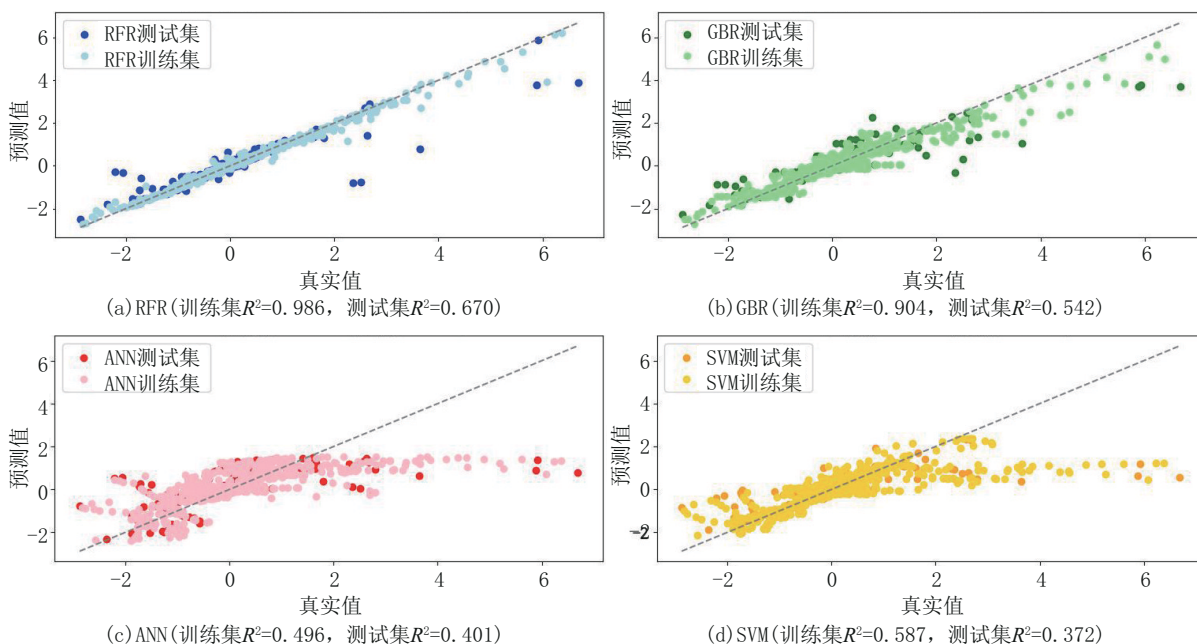 RFR测试集
RFR训练集
6
4
2
0
−2
预测值
−2
0
2
4
6
真实值
(a)RFR(训练集R²=0.986, 测试集R²=0.670)
GBR测试集
GBR训练集
6
4
2
0
−2
预测值
−2
0
2
4
6
真实值
(b)GBR(训练集R²=0.904, 测试集R²=0.542)
ANN测试集
ANN训练集
6
4
2
0
−2
预测值
−2
0
2
4
6
真实值
(c)ANN(训练集R²=0.496, 测试集R²=0.401)
SVM测试集
SVM训练集
6
4
2
0
−2
预测值
−2
0
2
4
6
真实值
(d)SVM(训练集R²=0.587, 测试集R²=0.372)